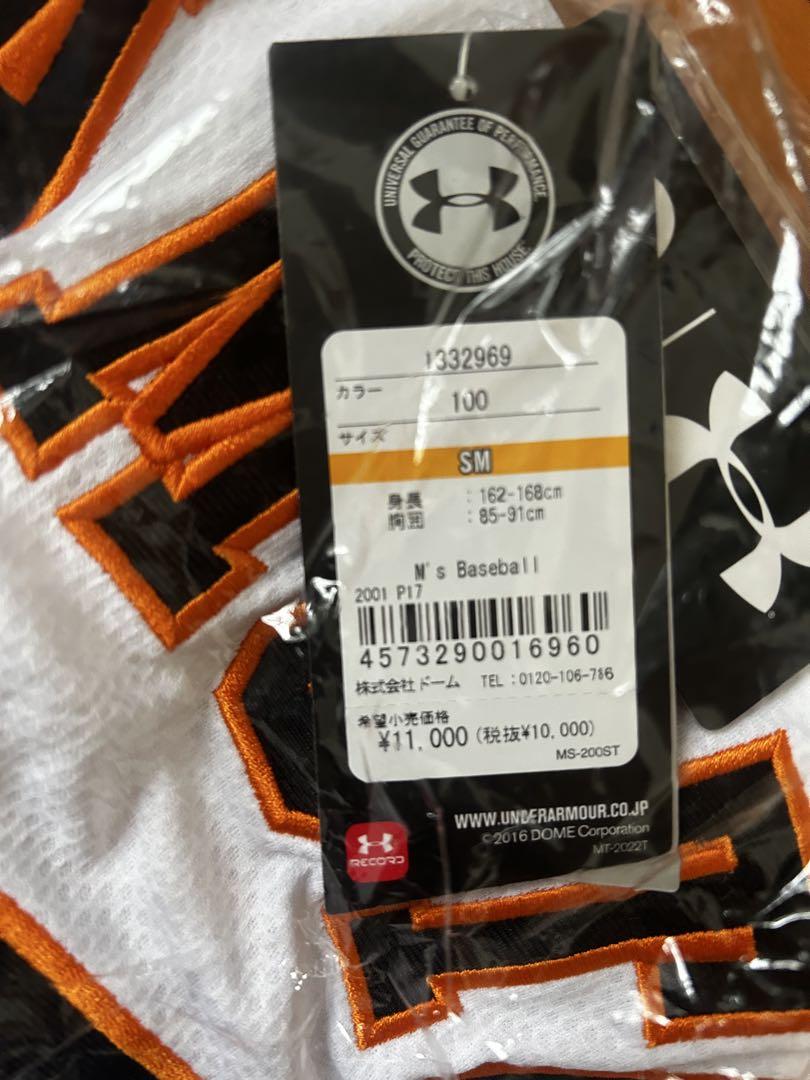 UNIVERSAL GUARANTEE OF PERFORMANCE
PROTECT THIS HOUSE
1332969
カラー
100
サイズ
SM
身長 : 162-168cm
胸囲 : 85-91cm
M's Baseball
2001 P17
4573290016960
株式会社ドーム TEL:0120-106-786
希望小売価格
¥11,000 (税抜¥10,000)
MS-200ST
WWW.UNDERARMOUR.CO.JP
©2016 DOME Corporation
MT-2022T
RECORD